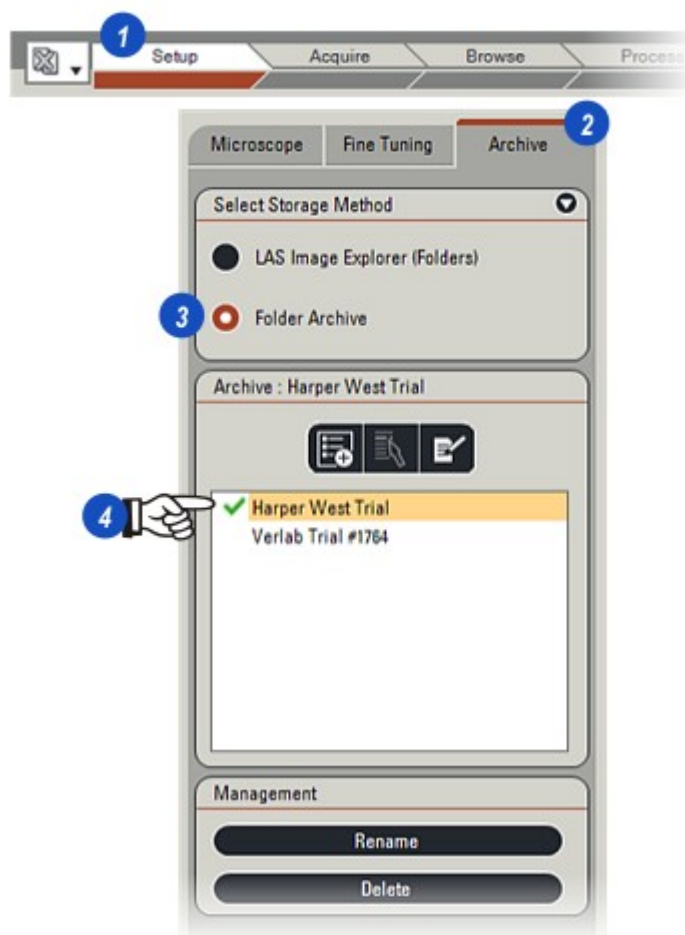 1
Setup Acquire Browse Process
2
Microscope Fine Tuning Archive
Select Storage Method
LAS Image Explorer (Folders)
3
Folder Archive
Archive : Harper West Trial
4
Harper West Trial
Verlab Trial #1764
Management
Rename
Delete